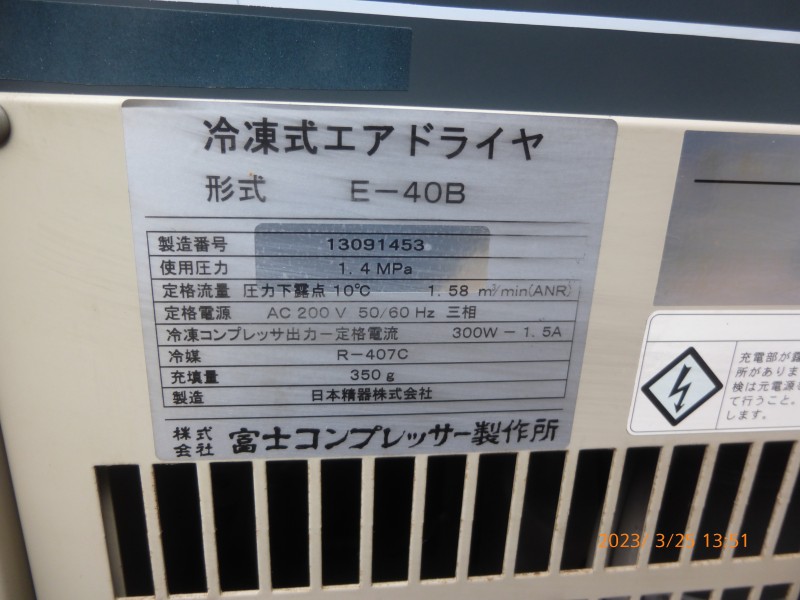 冷凍式エアドライヤ
形式 E-40B
製造番号 13091453
使用圧力 1.4 MPa
定格流量 圧力下露点10℃ 1.58 m³/min(ANR)
定格電源 AC 200 V 50/60 Hz 三相
冷凍コンプレッサ出力-定格電流 300W - 1.5A
冷媒 R-407C
充填量 350g
製造 日本精器株式会社
株式会社 富士コンプレッサー製作所
充電部が
所がありま
検は元電源
て行うこと。
します。
2023/ 3/2 13:51